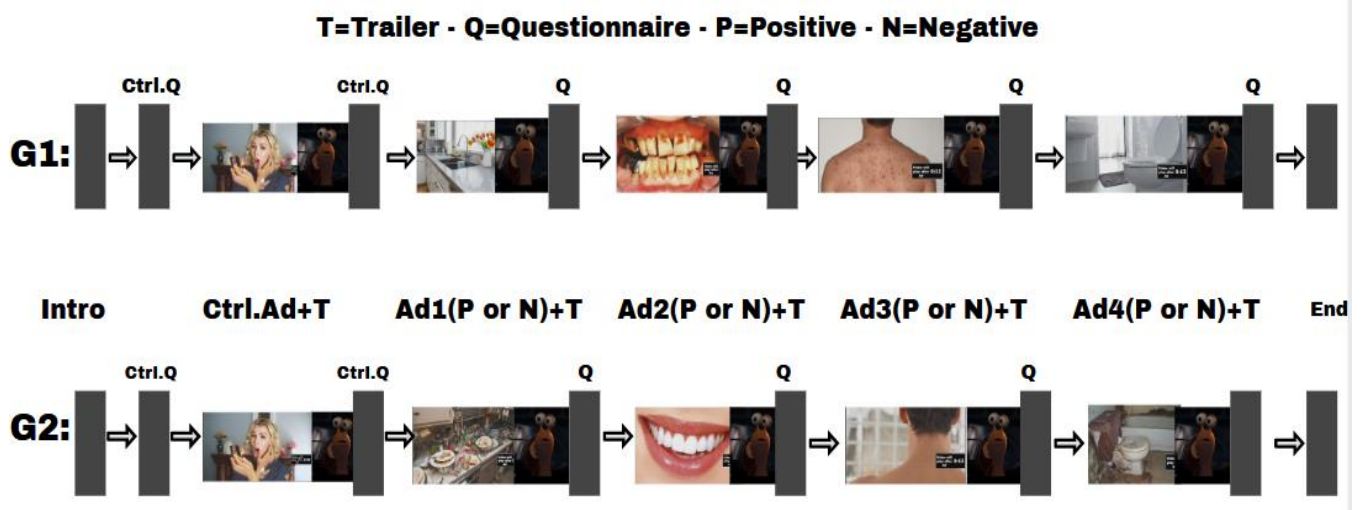 T=Trailer - Q=Questionnaire - P=Positive - N=Negative
Ctrl.Q Ctrl.Q Q Q Q Q
G1:
Intro Ctrl.Ad+T Ad1(P or N)+T Ad2(P or N)+T Ad3(P or N)+T Ad4(P or N)+T End
Ctrl.Q Ctrl.Q Q Q Q
G2: